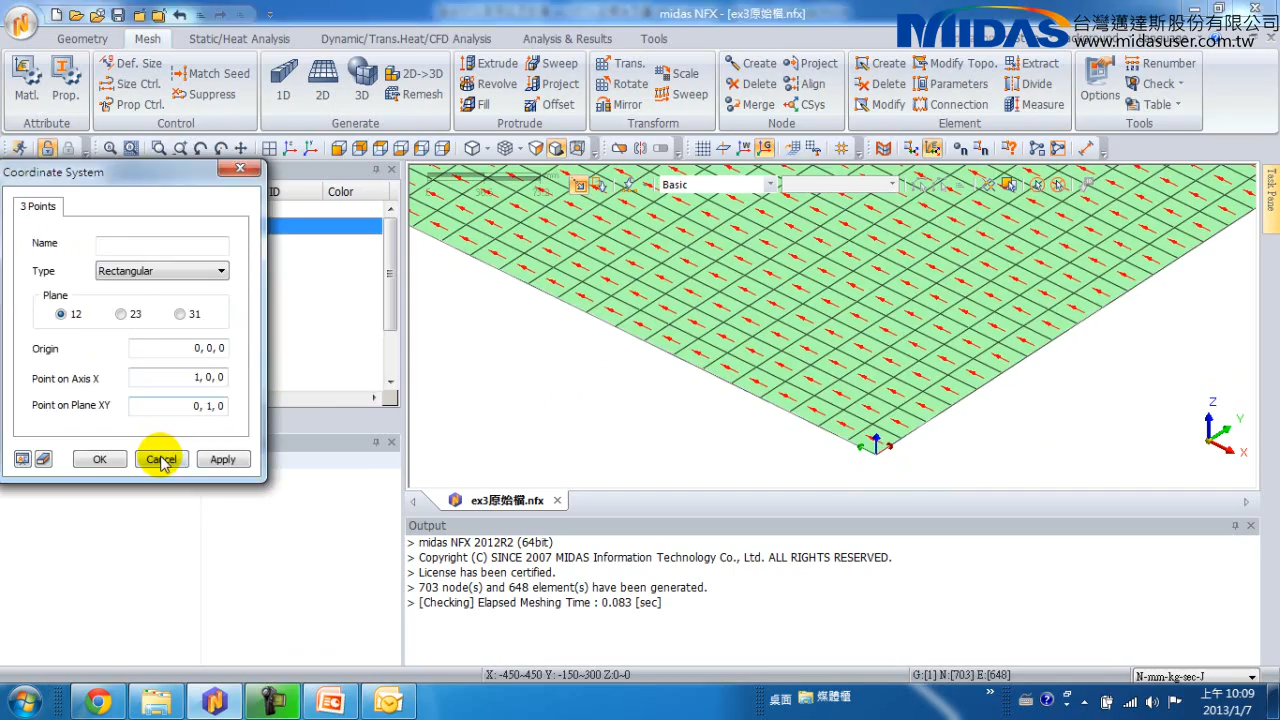 midas NFX - [ex3原始檔.nfx]
MIDAS 台灣邁達斯股份有限公司
www.midasuser.com.tw
Geometry Mesh Static/Heat Analysis Dynamic/Trans.Heat/CFD Analysis Analysis & Results Tools
Def. Size Match Seed Extrude Sweep Trans. Scale Create Project Create Modify Topo. Extract Renumber
Matl. Prop. Size Ctrl. Suppress 1D 2D 3D 2D->3D Revolve Project Rotate Sweep Delete Align Delete Parameters Divide Options Check
Prop Ctrl. Remesh Fill Offset Mirror Merge CSys Modify Connection Measure Table
Attribute Control Generate Protrude Transform Node Element Tools
Coordinate System
ID Color
Basic
Task Pane
3 Points
Name
Type Rectangular
Plane
12 23 31
Origin 0, 0, 0
Point on Axis X 1, 0, 0
Point on Plane XY 0, 1, 0
OK Cancel Apply
Z
Y
X
ex3原始檔.nfx
Output
> midas NFX 2012R2 (64bit)
> Copyright (C) SINCE 2007 MIDAS Information Technology Co., Ltd. ALL RIGHTS RESERVED.
> License has been certified.
> 703 node(s) and 648 element(s) have been generated.
> [Checking] Elapsed Meshing Time : 0.083 [sec]
X: -450~450 Y: -150~300 Z:0~0
G:[1] N[703] E:[648]
N-mm-kg-sec-J
桌面 媒體櫃
上午 10:09
2013/1/7